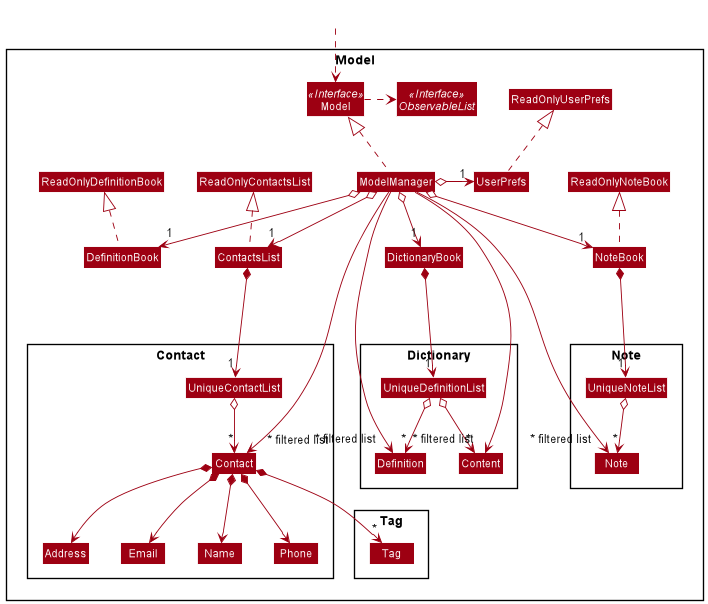 Model
«Interface»
Model
«Interface»
ObservableList
ReadOnlyUserPrefs
ReadOnlyDefinitionBook
ReadOnlyContactsList
ModelManager
1
UserPrefs
ReadOnlyNoteBook
1
1
1
1
DefinitionBook
ContactsList
DictionaryBook
NoteBook
Contact
Dictionary
Note
1
1
1
UniqueContactList
UniqueDefinitionList
UniqueNoteList
*
* filtered list
* filtered list
*
* filtered list
*
* filtered list
*
Contact
Definition
Content
Note
Tag
*
Address
Email
Name
Phone
Tag